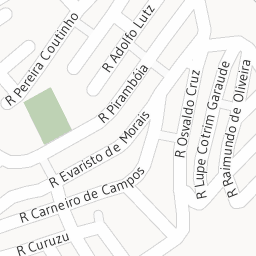 R Pereira Coutinho
R Adolfo Lutz
R Pirambóia
R Osvaldo Cruz
R Lupe Cotrim Garaude
R Raimundo de Oliveira
R Evaristo de Morais
R Carneiro de Campos
R Curuzu